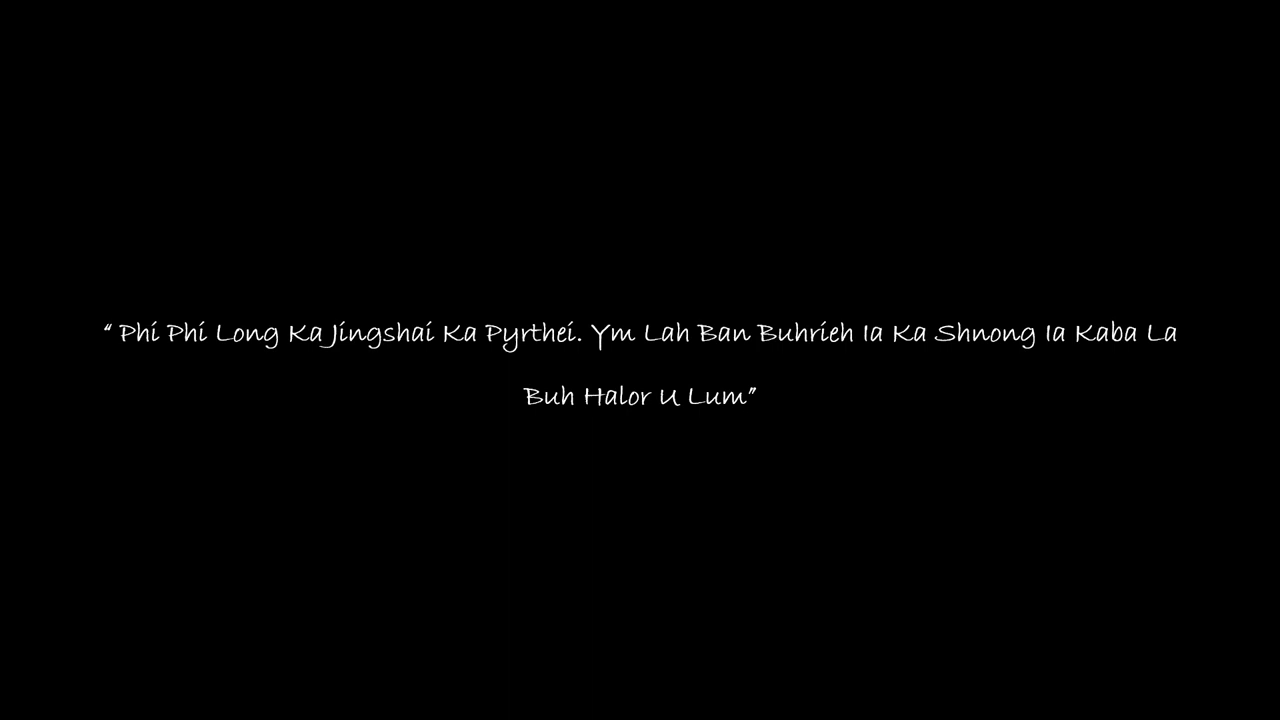 “ Phi Phi Long Ka Jingshai Ka Pyrthei. Ym Lah Ban Buhrieh Ia Ka Shnong Ia Kaba La
Buh Halor U Lum”